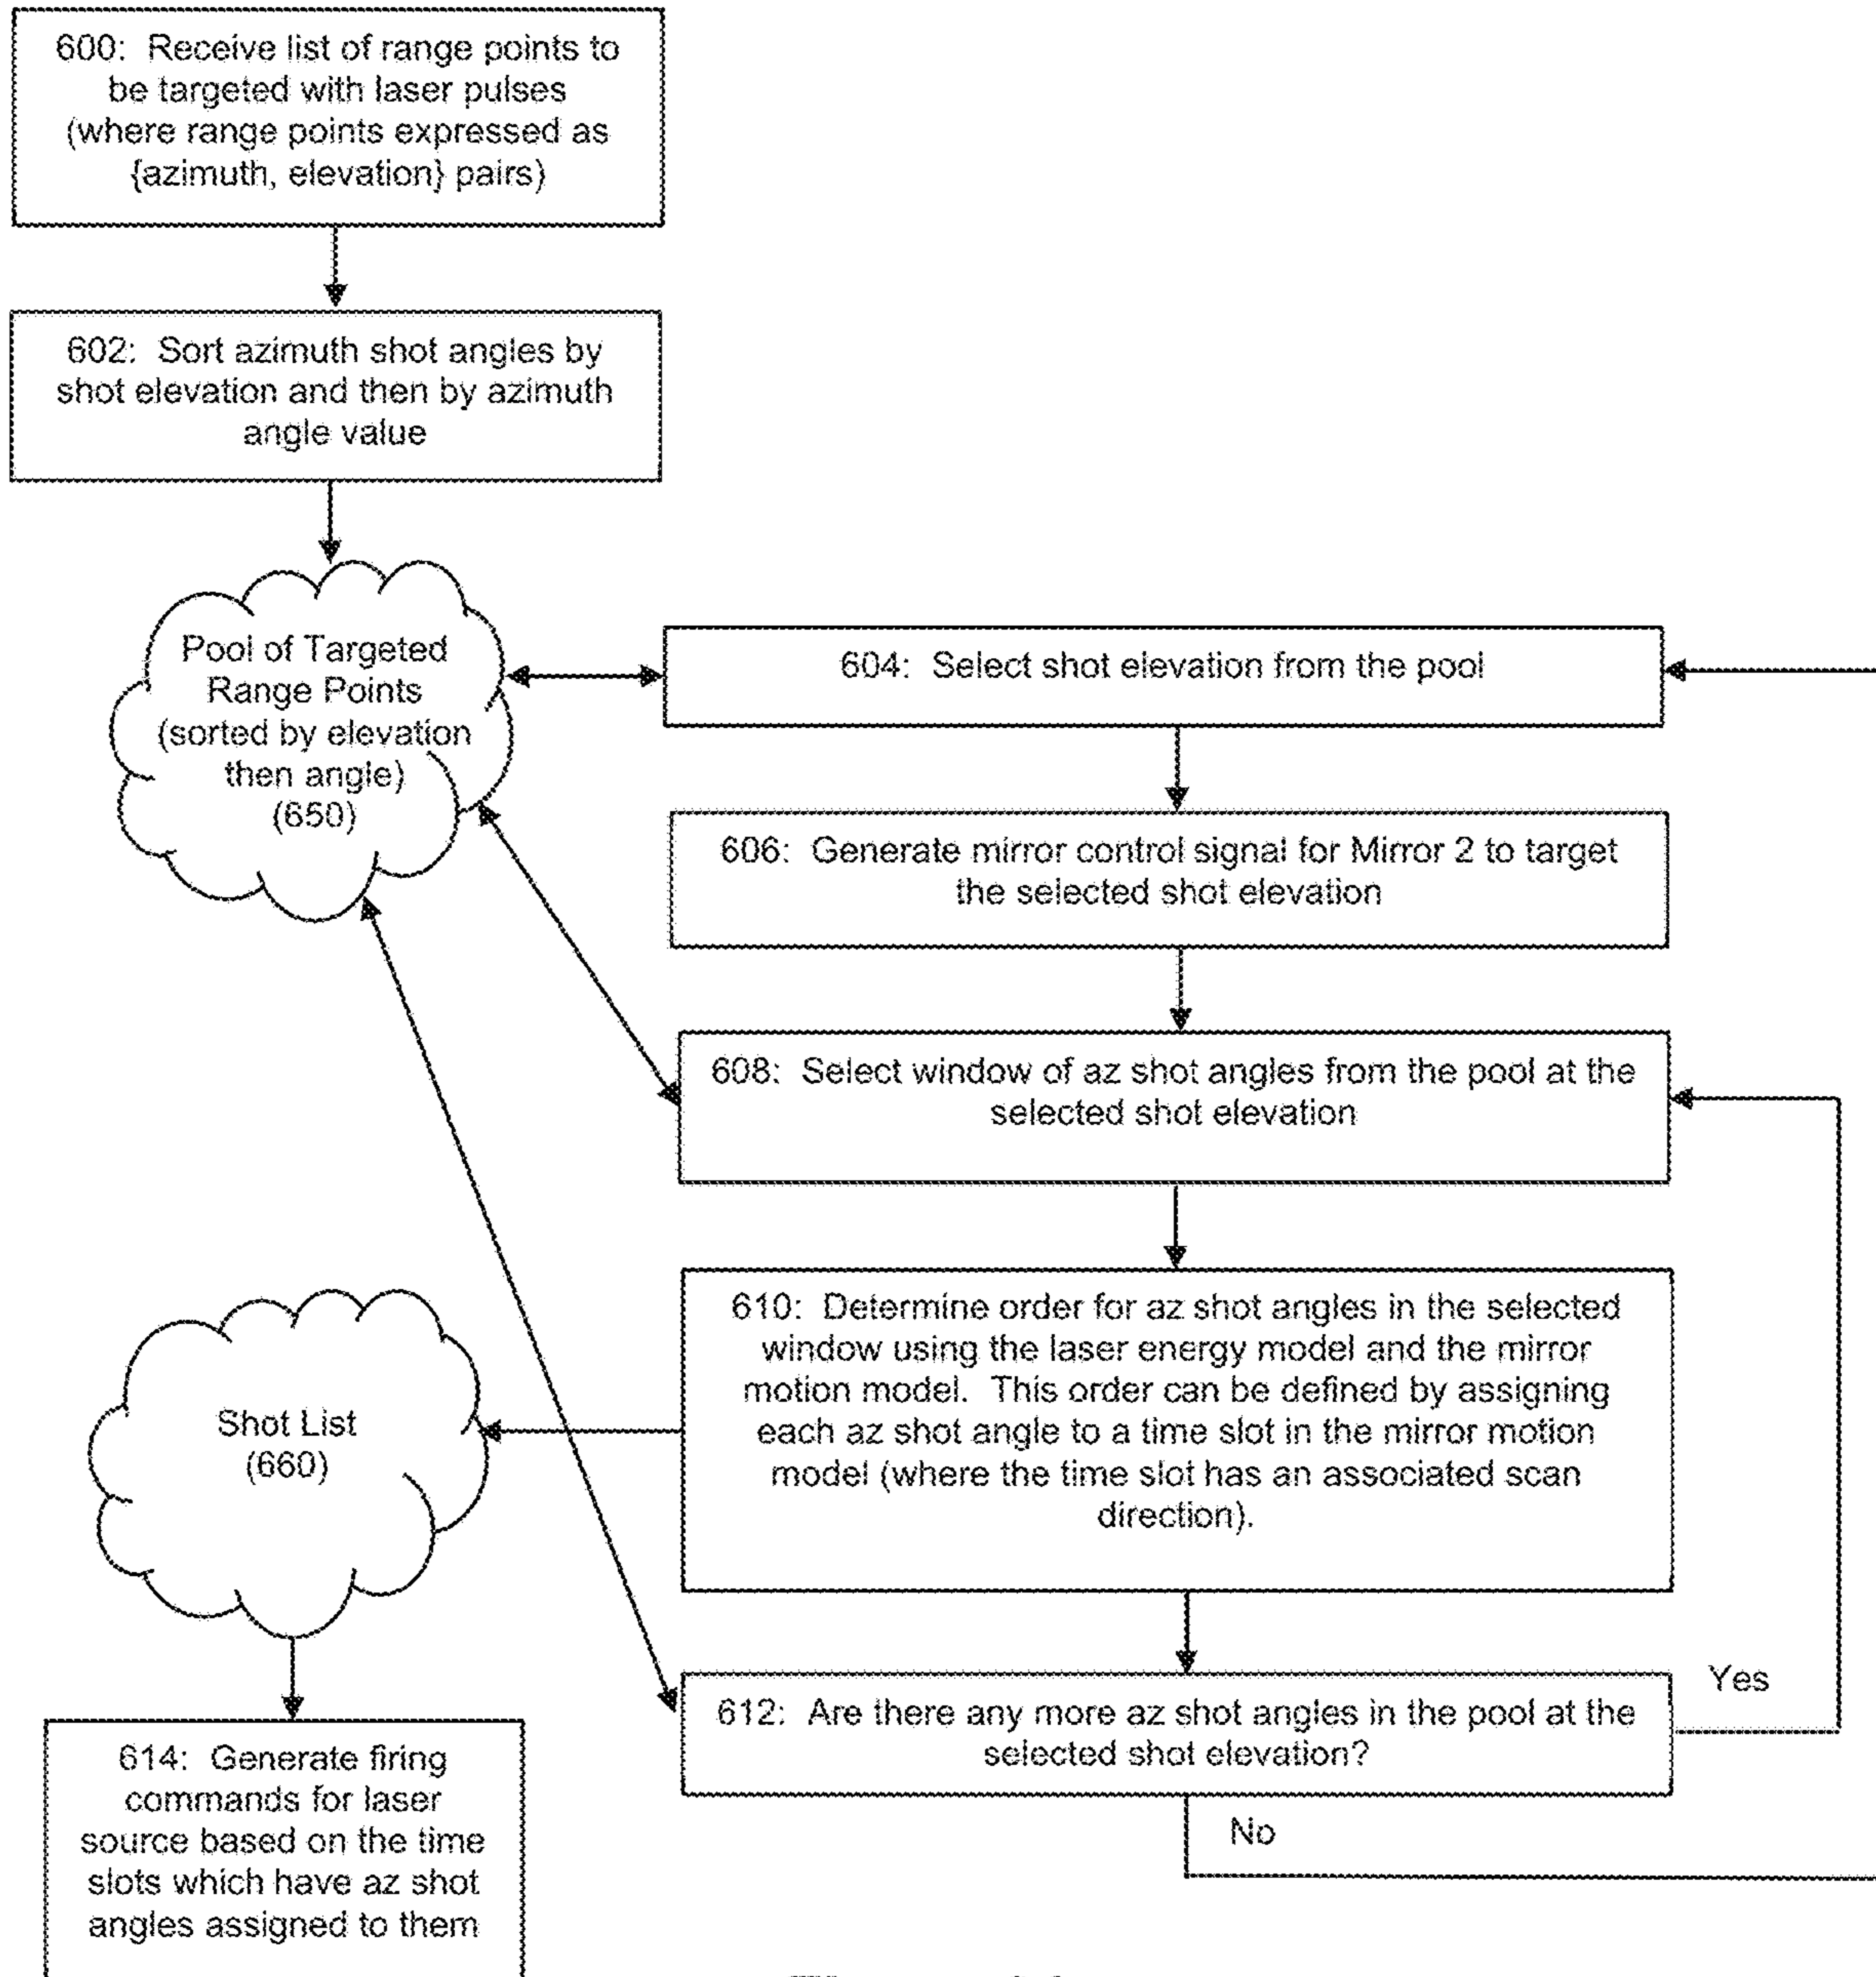 600: Receive list of range points to
be targeted with laser pulses
(where range points expressed as
{azimuth, elevation} pairs)
602: Sort azimuth shot angles by
shot elevation and then by azimuth
angle value
Pool of Targeted
Range Points
(sorted by elevation
then angle)
(650)
604: Select shot elevation from the pool
606: Generate mirror control signal for Mirror 2 to target
the selected shot elevation
608: Select window of az shot angles from the pool at the
selected shot elevation
610: Determine order for az shot angles in the selected
window using the laser energy model and the mirror
motion model. This order can be defined by assigning
each az shot angle to a time slot in the mirror motion
model (where the time slot has an associated scan
direction).
Shot List
(660)
612: Are there any more az shot angles in the pool at the
selected shot elevation?
Yes
No
614: Generate firing
commands for laser
source based on the time
slots which have az shot
angles assigned to them